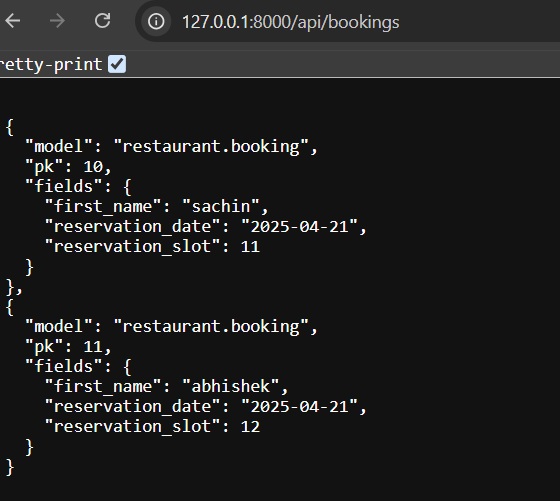 127.0.0.1:8000/api/bookings
retty-print
{
  "model": "restaurant.booking",
  "pk": 10,
  "fields": {
    "first_name": "sachin",
    "reservation_date": "2025-04-21",
    "reservation_slot": 11
  }
},
{
  "model": "restaurant.booking",
  "pk": 11,
  "fields": {
    "first_name": "abhishek",
    "reservation_date": "2025-04-21",
    "reservation_slot": 12
  }
}